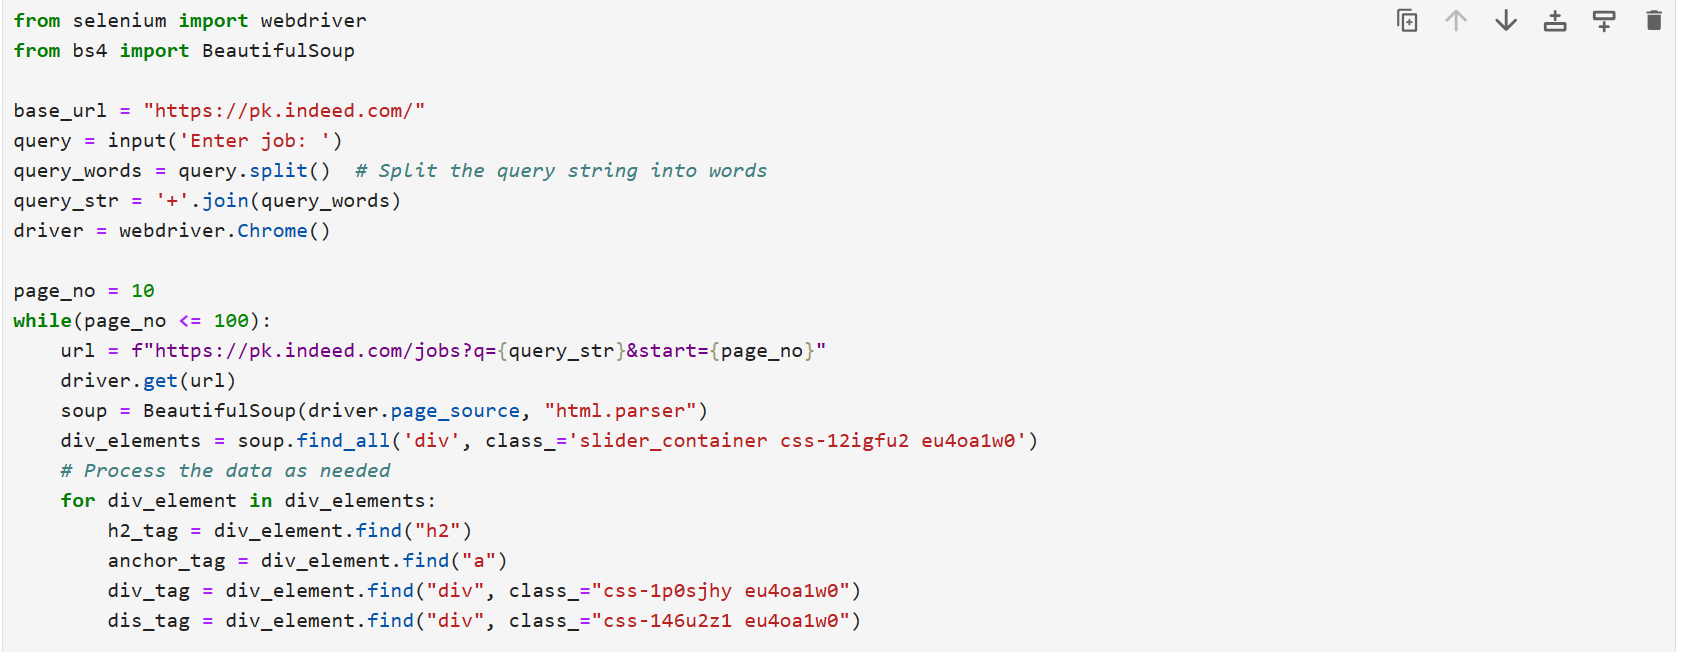 from selenium import webdriver
from bs4 import BeautifulSoup

base_url = "https://pk.indeed.com/"
query = input('Enter job: ')
query_words = query.split()  # Split the query string into words
query_str = '+'.join(query_words)
driver = webdriver.Chrome()

page_no = 10
while(page_no <= 100):
    url = f"https://pk.indeed.com/jobs?q={query_str}&start={page_no}"
    driver.get(url)
    soup = BeautifulSoup(driver.page_source, "html.parser")
    div_elements = soup.find_all('div', class_='slider_container css-12igfu2 eu4oa1w0')
    # Process the data as needed
    for div_element in div_elements:
        h2_tag = div_element.find("h2")
        anchor_tag = div_element.find("a")
        div_tag = div_element.find("div", class_="css-1p0sjhy eu4oa1w0")
        dis_tag = div_element.find("div", class_="css-146u2z1 eu4oa1w0")